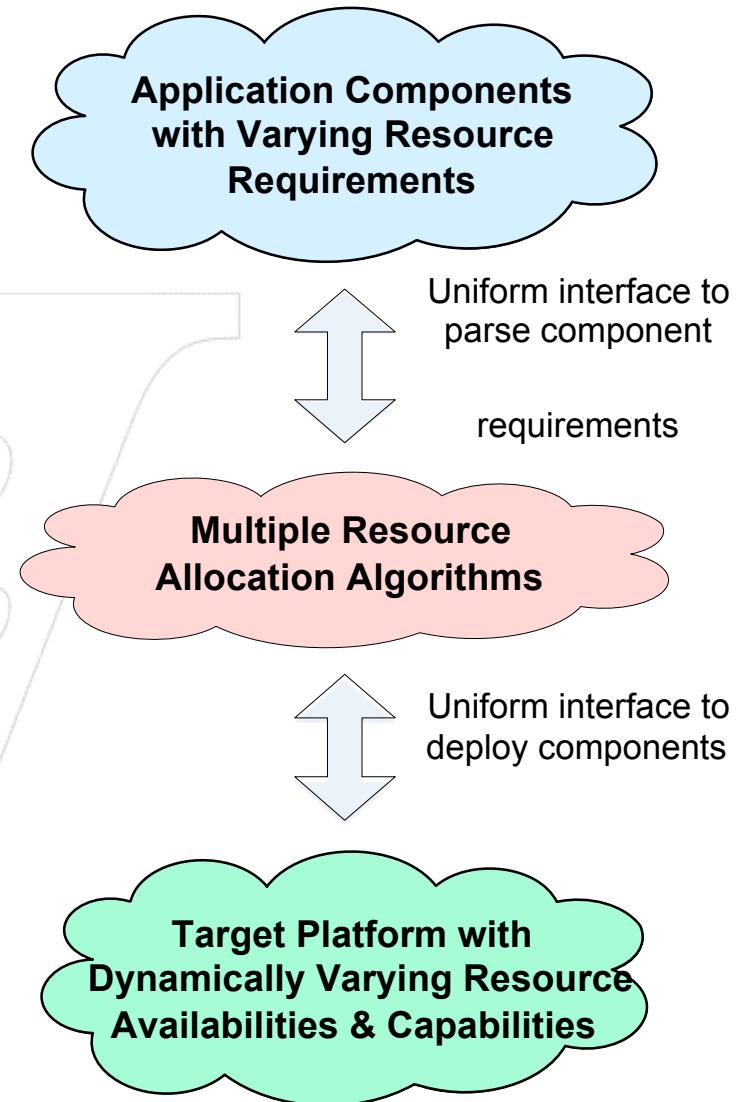 Application Components
with Varying Resource
Requirements
Uniform interface to
parse component
requirements
Multiple Resource
Allocation Algorithms
Uniform interface to
deploy components
Target Platform with
Dynamically Varying Resource
Availabilities & Capabilities